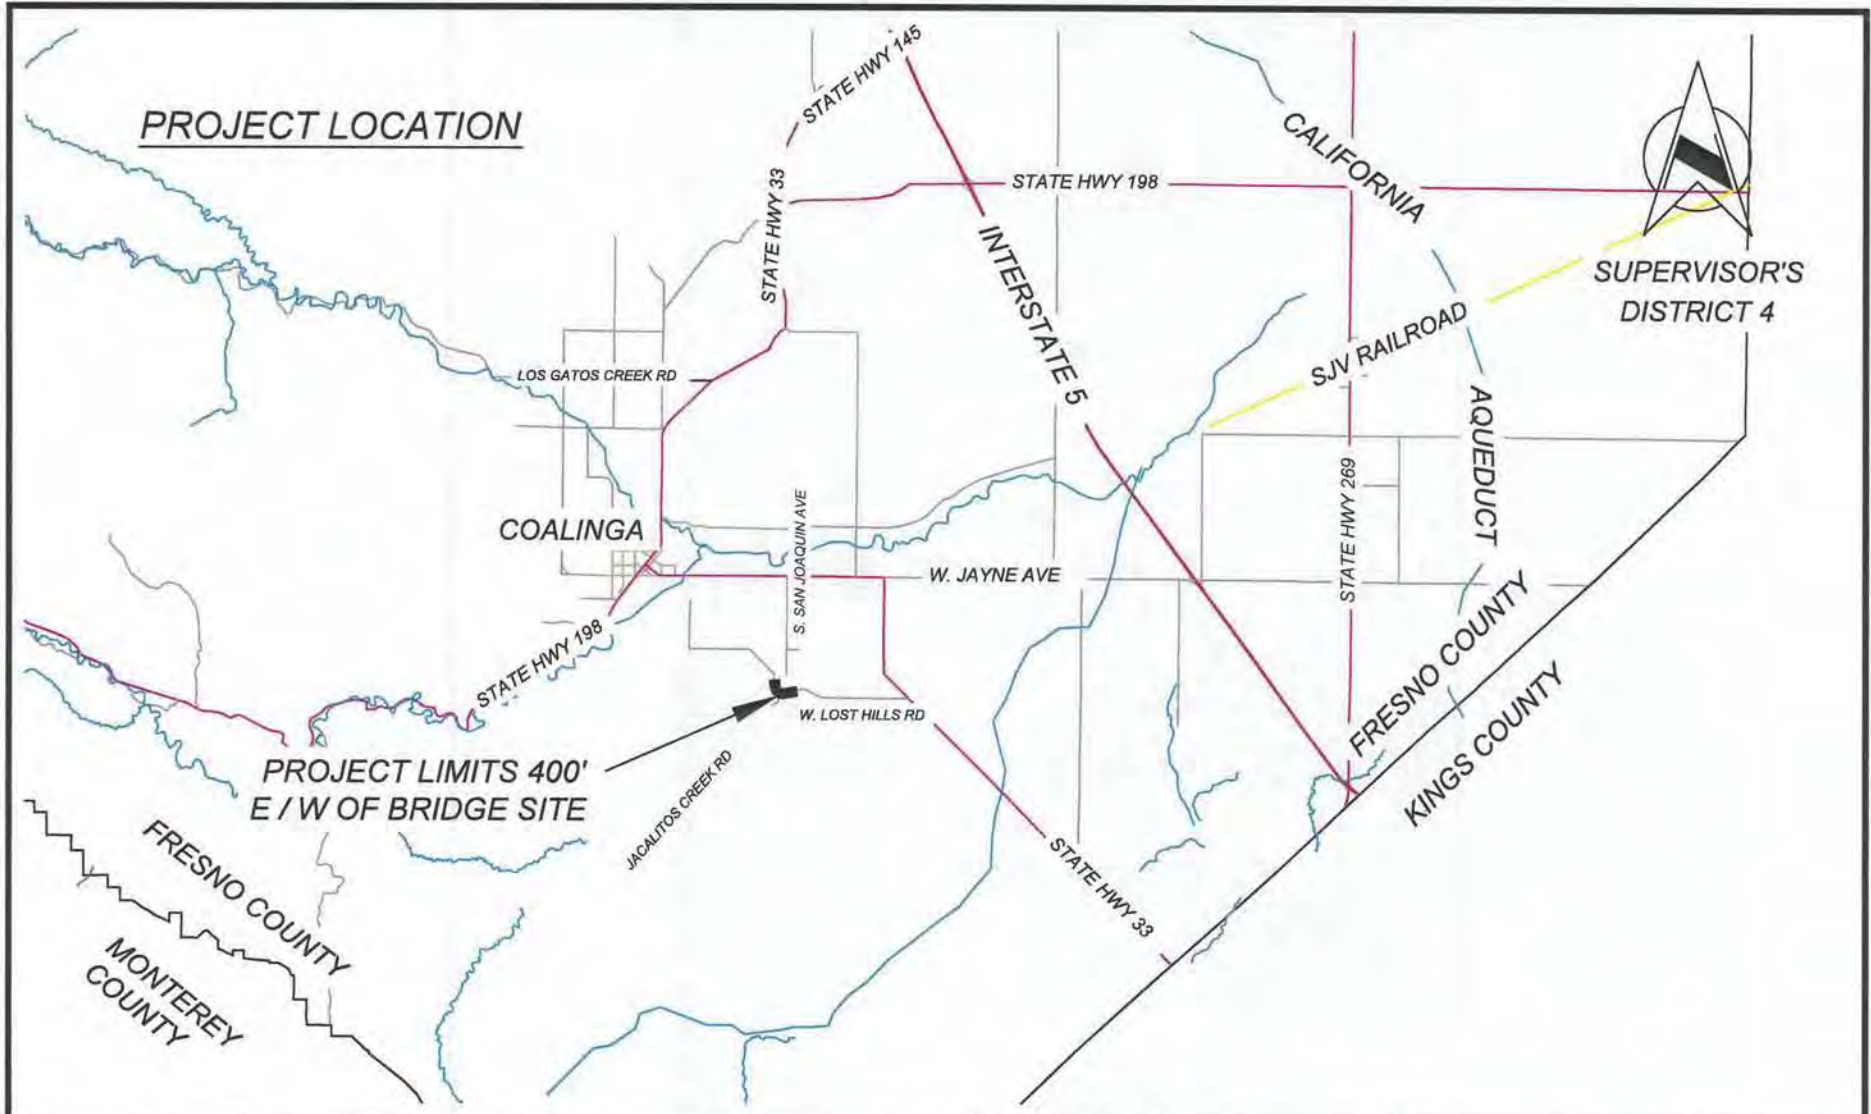 PROJECT LOCATION
STATE HWY 145
CALIFORNIA
STATE HWY 198
STATE HWY 33
INTERSTATE 5
SUPERVISOR'S
DISTRICT 4
SJV RAILROAD
LOS GATOS CREEK RD
AQUEDUCT
STATE HWY 269
COALINGA
S. SAN JOAQUIN AVE
W. JAYNE AVE
STATE HWY 198
FRESNO COUNTY
KINGS COUNTY
W. LOST HILLS RD
PROJECT LIMITS 400'
E / W OF BRIDGE SITE
JACALITOS CREEK RD
STATE HWY 33
FRESNO COUNTY
MONTEREY
COUNTY